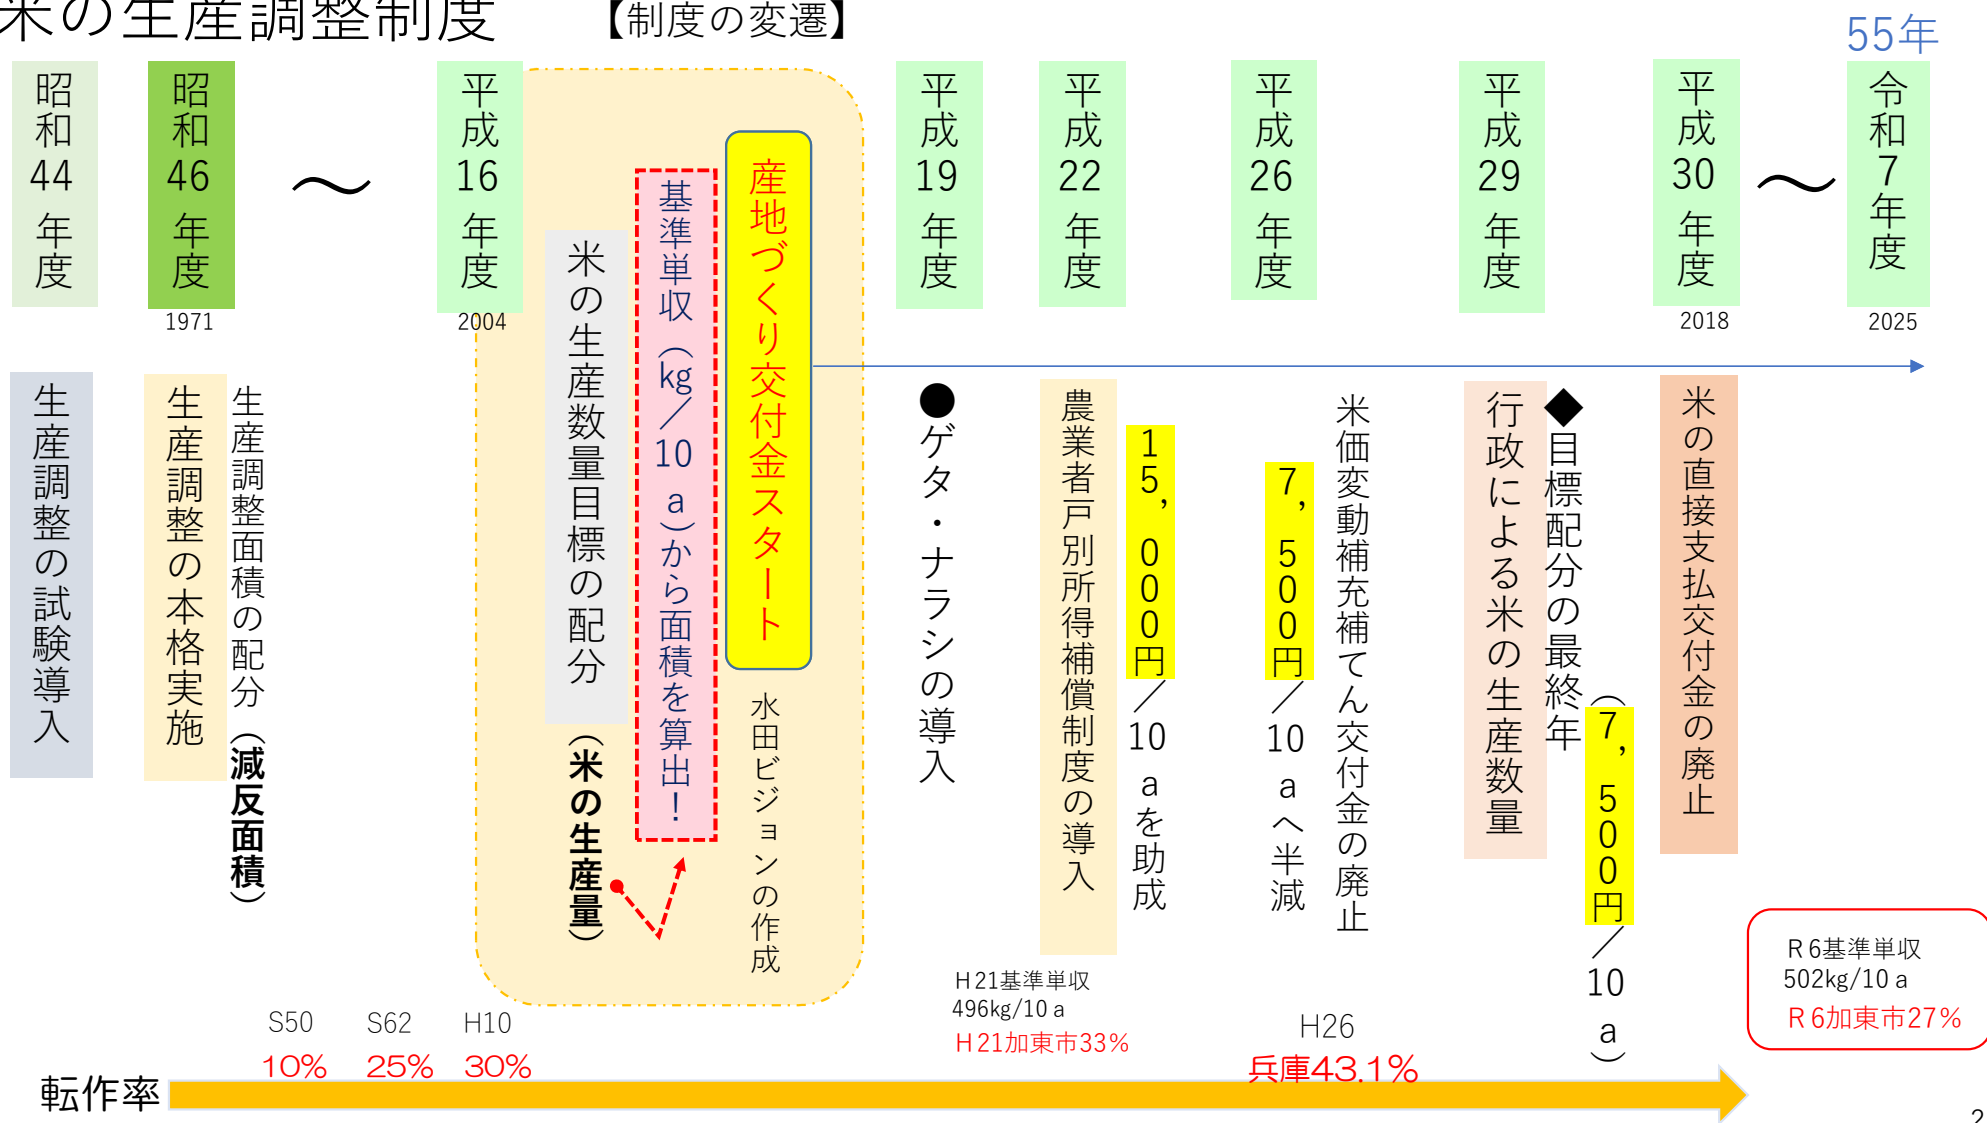 米の生産調整制度
【制度の変遷】
55年
昭和44年度
昭和46年度
1971
～
平成16年度
2004
平成19年度
平成22年度
平成26年度
平成29年度
平成30年度
2018
～
令和7年度
2025
生産調整の試験導入
生産調整の本格実施
生産調整面積の配分（減反面積）
米の生産数量目標の配分
（米の生産量）
基準単収（kg／10a）から面積を算出！
産地づくり交付金スタート
水田ビジョンの作成
●ゲタ・ナラシの導入
農業者戸別所得補償制度の導入
15,000円／10aを助成
7,500円／10aへ半減
米価変動補充補てん交付金の廃止
行政による米の生産数量
◆目標配分の最終年
（7,500円／10a）
米の直接支払交付金の廃止
H21基準単収
496kg/10a
H21加東市33%
R6基準単収
502kg/10a
R6加東市27%
S50
10%
S62
25%
H10
30%
H26
兵庫43.1%
転作率
2